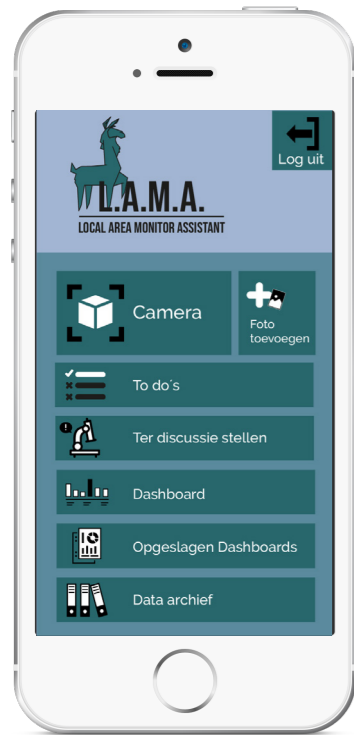 Log uit
L.A.M.A.
LOCAL AREA MONITOR ASSISTANT
Camera
Foto
toevoegen
To do´s
Ter discussie stellen
Dashboard
Opgeslagen Dashboards
Data archief